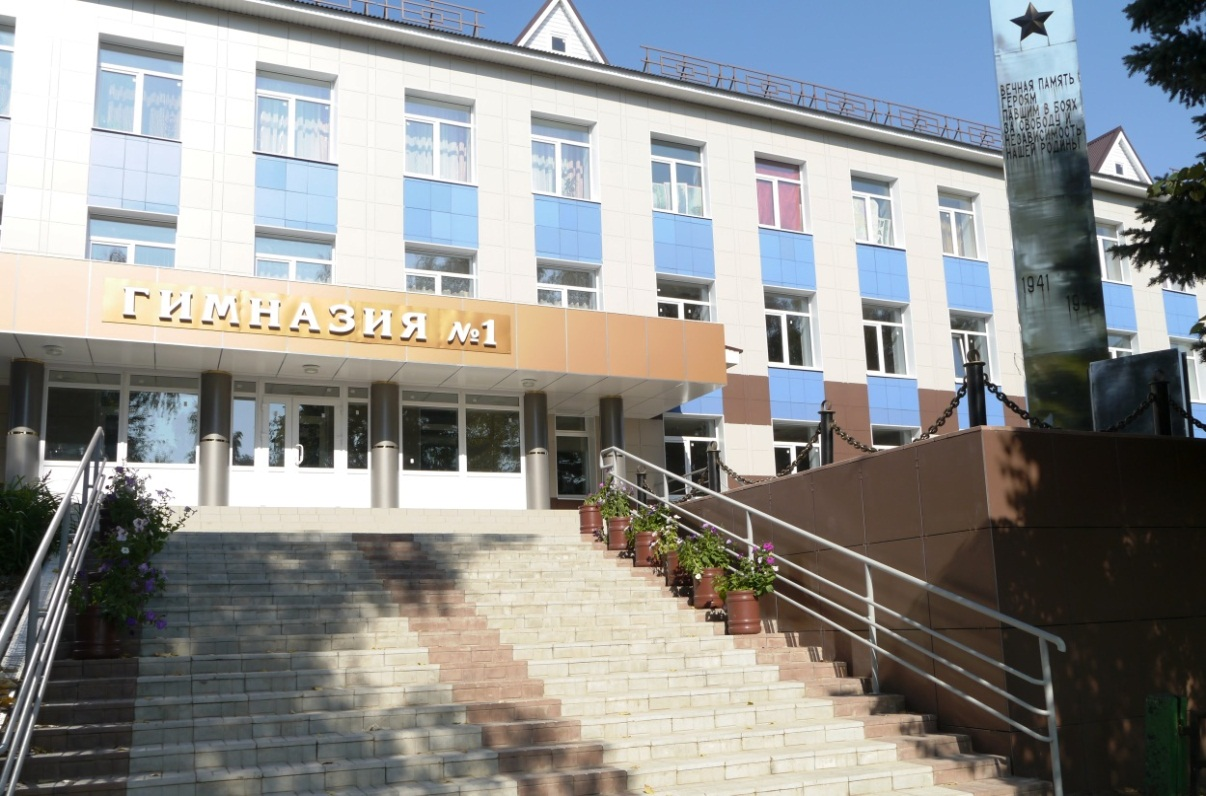 ГИМНАЗИЯ №1
ВЕЧНАЯ ПАМЯТЬ
ГЕРОЯМ
ПАВШИМ В БОЯХ
ЗА СВОБОДУ И
НЕЗАВИСИМОСТЬ
НАШЕЙ РОДИНЫ
1941